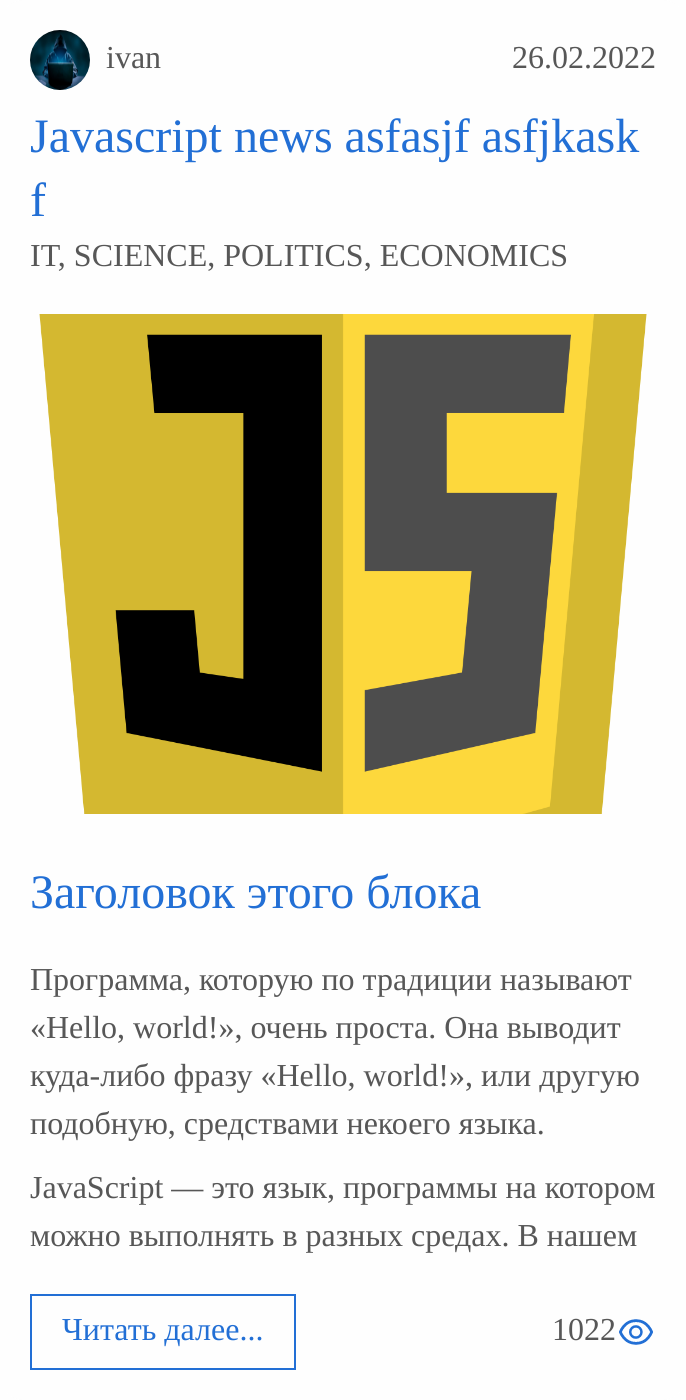 ivan 26.02.2022
Javascript news asfasjf asfjkask
f
IT, SCIENCE, POLITICS, ECONOMICS
JS
Заголовок этого блока
Программа, которую по традиции называют
«Hello, world!», очень проста. Она выводит
куда-либо фразу «Hello, world!», или другую
подобную, средствами некоего языка.
JavaScript — это язык, программы на котором
можно выполнять в разных средах. В нашем
Читать далее... 1022